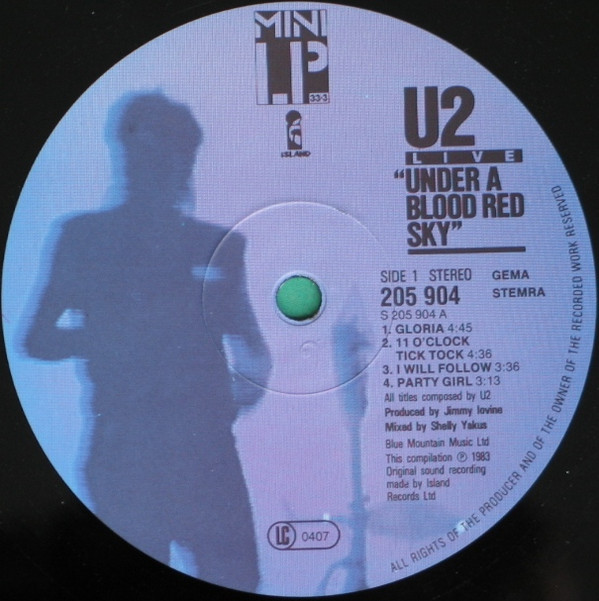 MINI
LP
33·3
ISLAND
U2
LIVE
"UNDER A
BLOOD RED
SKY"
SIDE 1 STEREO GEMA
205 904 STEMRA
S 205 904 A
1. GLORIA 4:45
2. 11 O'CLOCK
TICK TOCK 4:36
3. I WILL FOLLOW 3:36
4. PARTY GIRL 3:13
All titles composed by U2
Produced by Jimmy Iovine
Mixed by Shelly Yakus
Blue Mountain Music Ltd
This compilation ℗ 1983
Original sound recording
made by Island
Records Ltd
LC 0407
ALL RIGHTS OF THE PRODUCER AND OF THE OWNER OF THE RECORDED WORK RESERVED